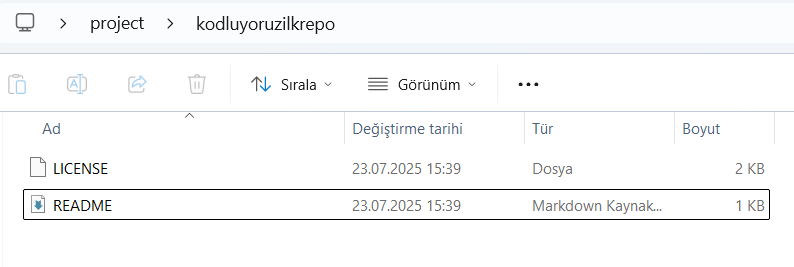 project > kodluyoruzilkrepo
Sırala Görünüm
Ad Değiştirme tarihi Tür Boyut
LICENSE 23.07.2025 15:39 Dosya 2 KB
README 23.07.2025 15:39 Markdown Kaynak... 1 KB